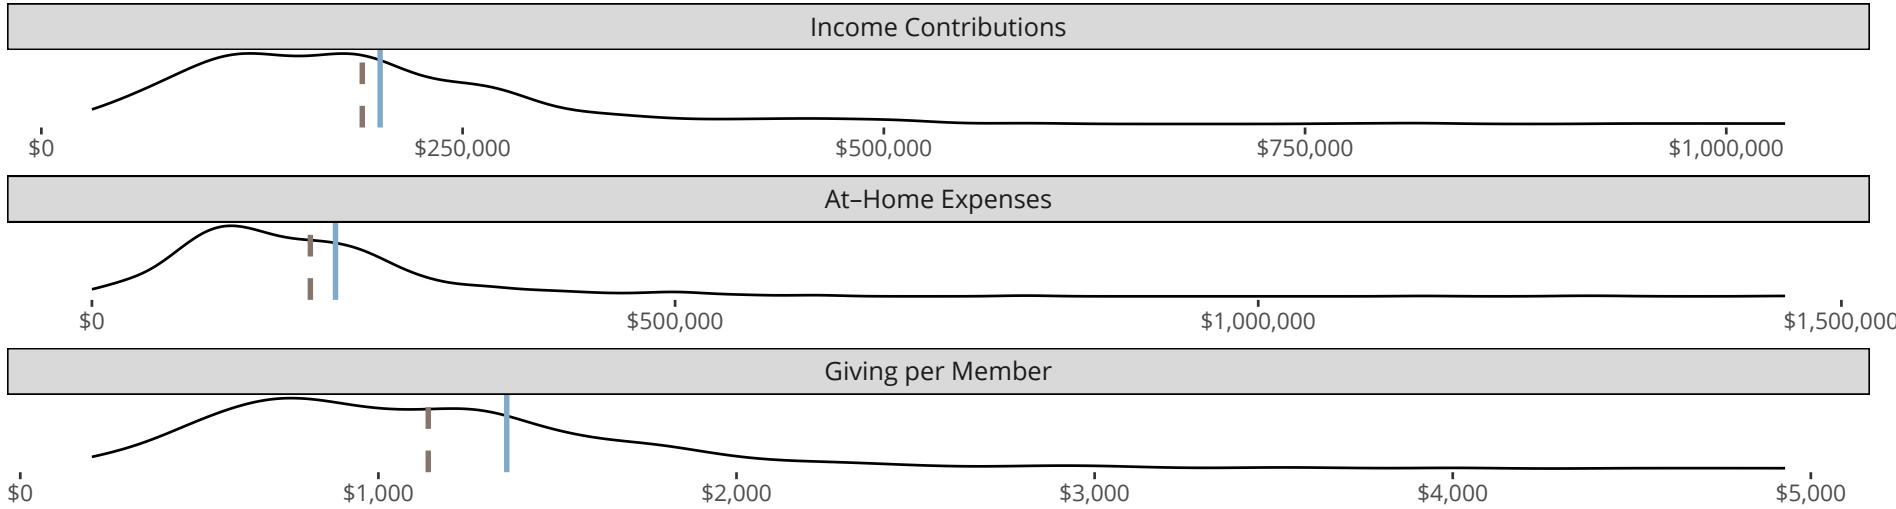 Income Contributions
$0 $250,000 $500,000 $750,000 $1,000,000
At–Home Expenses
$0 $500,000 $1,000,000 $1,500,000
Giving per Member
$0 $1,000 $2,000 $3,000 $4,000 $5,000